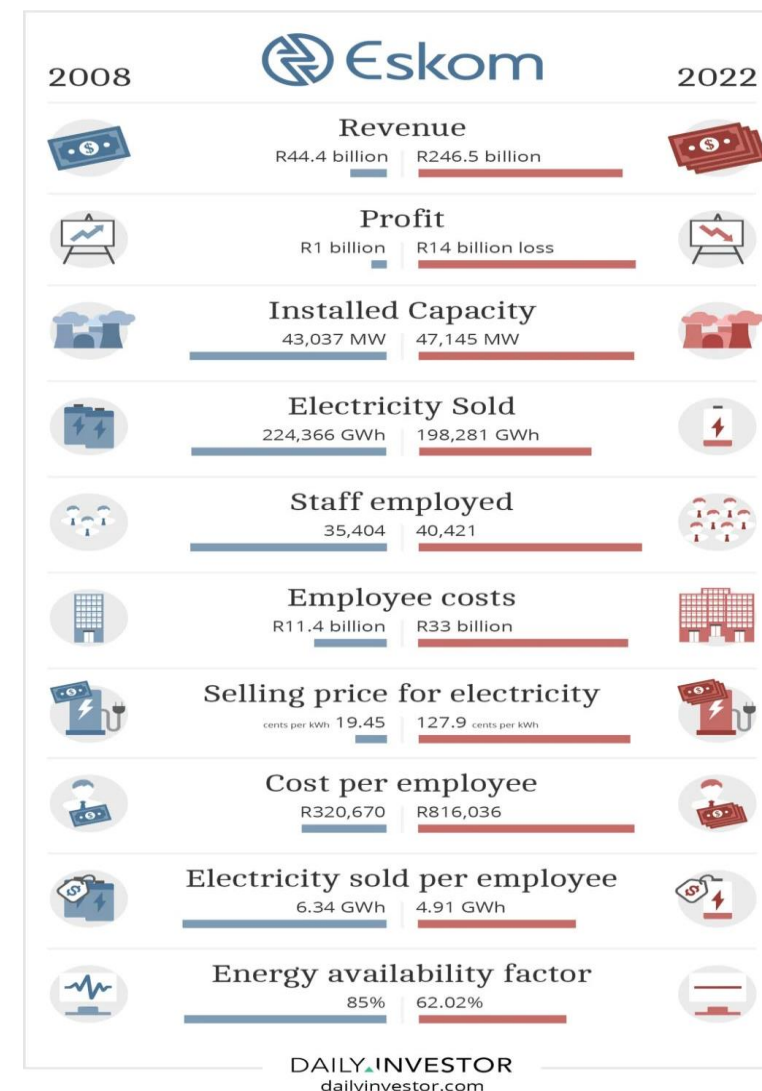 2008
Eskom
2022
Revenue
R44.4 billion R246.5 billion
Profit
R1 billion R14 billion loss
Installed Capacity
43,037 MW 47,145 MW
Electricity Sold
224,366 GWh 198,281 GWh
Staff employed
35,404 40,421
Employee costs
R11.4 billion R33 billion
Selling price for electricity
cents per kWh 19.45 127.9 cents per kWh
Cost per employee
R320,670 R816,036
Electricity sold per employee
6.34 GWh 4.91 GWh
Energy availability factor
85% 62.02%
DAILY INVESTOR
dailyinvestor.com